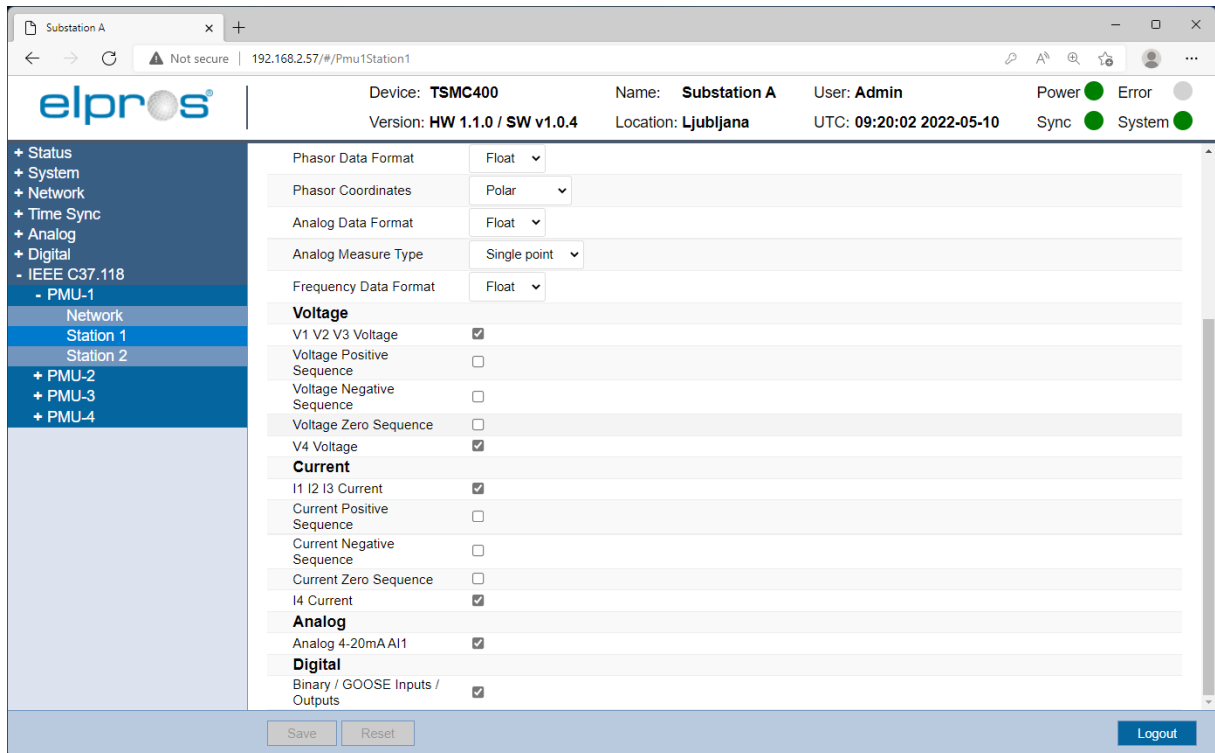 Substation A
Not secure | 192.168.2.57/#/Pmu1Station1
elpros
Device: TSMC400 Name: Substation A User: Admin Power Error
Version: HW 1.1.0 / SW v1.0.4 Location: Ljubljana UTC: 09:20:02 2022-05-10 Sync System
+ Status
+ System
+ Network
+ Time Sync
+ Analog
+ Digital
- IEEE C37.118
- PMU-1
Network
Station 1
Station 2
+ PMU-2
+ PMU-3
+ PMU-4
Phasor Data Format Float
Phasor Coordinates Polar
Analog Data Format Float
Analog Measure Type Single point
Frequency Data Format Float
Voltage
V1 V2 V3 Voltage
Voltage Positive
Sequence
Voltage Negative
Sequence
Voltage Zero Sequence
V4 Voltage
Current
I1 I2 I3 Current
Current Positive
Sequence
Current Negative
Sequence
Current Zero Sequence
I4 Current
Analog
Analog 4-20mA AI1
Digital
Binary / GOOSE Inputs /
Outputs
Save Reset Logout